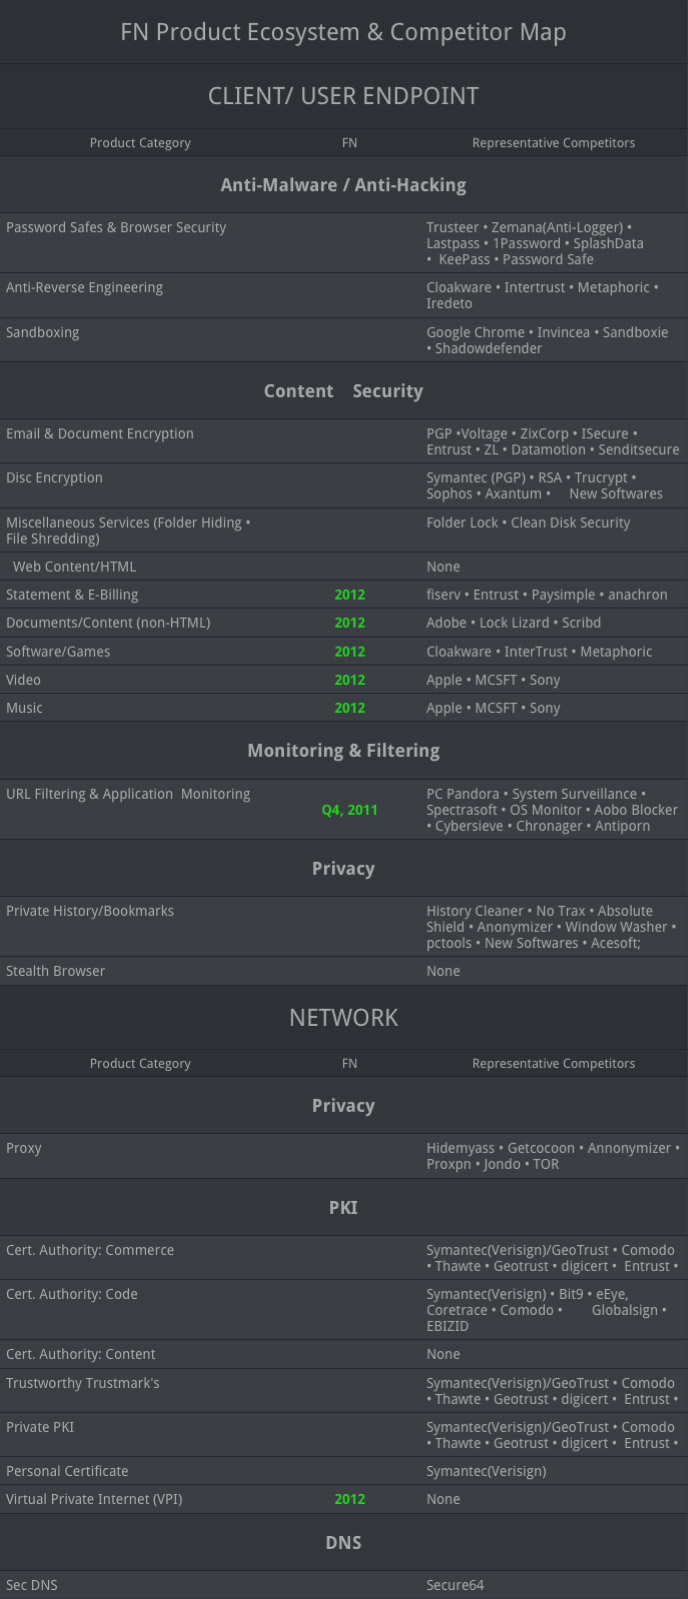 FN Product Ecosystem & Competitor Map
CLIENT/ USER ENDPOINT
Product Category FN Representative Competitors
Anti-Malware / Anti-Hacking
Password Safes & Browser Security Trusteer • Zemana(Anti-Logger) •
Lastpass • 1Password • SplashData
• KeePass • Password Safe
Anti-Reverse Engineering Cloakware • Intertrust • Metaphoric •
Iredeto
Sandboxing Google Chrome • Invincea • Sandboxie
• Shadowdefender
Content Security
Email & Document Encryption PGP •Voltage • ZixCorp • ISecure •
Entrust • ZL • Datamotion • Senditsecure
Disc Encryption Symantec (PGP) • RSA • Trucrypt •
Sophos • Axantum • New Softwares
Miscellaneous Services (Folder Hiding • Folder Lock • Clean Disk Security
File Shredding)
Web Content/HTML None
Statement & E-Billing 2012 fiserv • Entrust • Paysimple • anachron
Documents/Content (non-HTML) 2012 Adobe • Lock Lizard • Scribd
Software/Games 2012 Cloakware • InterTrust • Metaphoric
Video 2012 Apple • MCSFT • Sony
Music 2012 Apple • MCSFT • Sony
Monitoring & Filtering
URL Filtering & Application Monitoring PC Pandora • System Surveillance •
Q4, 2011 Spectrasoft • OS Monitor • Aobo Blocker
• Cybersieve • Chronager • Antiporn
Privacy
Private History/Bookmarks History Cleaner • No Trax • Absolute
Shield • Anonymizer • Window Washer •
pctools • New Softwares • Acesoft;
Stealth Browser None
NETWORK
Product Category FN Representative Competitors
Privacy
Proxy Hidemyass • Getcocoon • Annonymizer •
Proxpn • Jondo • TOR
PKI
Cert. Authority: Commerce Symantec(Verisign)/GeoTrust • Comodo
• Thawte • Geotrust • digicert • Entrust •
Cert. Authority: Code Symantec(Verisign) • Bit9 • eEye,
Coretrace • Comodo • Globalsign •
EBIZID
Cert. Authority: Content None
Trustworthy Trustmark's Symantec(Verisign)/GeoTrust • Comodo
• Thawte • Geotrust • digicert • Entrust •
Private PKI Symantec(Verisign)/GeoTrust • Comodo
• Thawte • Geotrust • digicert • Entrust •
Personal Certificate Symantec(Verisign)
Virtual Private Internet (VPI) 2012 None
DNS
Sec DNS Secure64